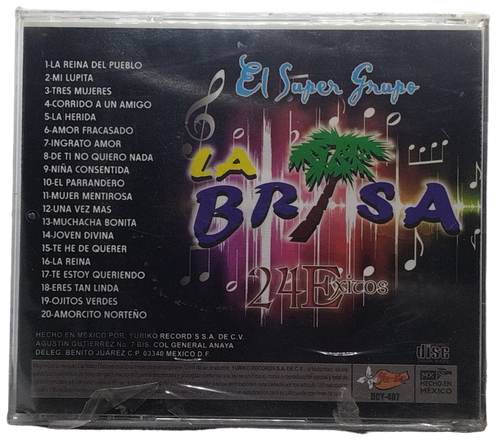 1-LA REINA DEL PUEBLO
2-MI LUPITA
3-TRES MUJERES
4-CORRIDO A UN AMIGO
5-LA HERIDA
6-AMOR FRACASADO
7-INGRATO AMOR
8-DE TI NO QUIERO NADA
9-NIÑA CONSENTIDA
10-EL PARRANDERO
11-MUJER MENTIROSA
12-UNA VEZ MÁS
13-MUCHACHA BONITA
14-JOVEN DIVINA
15-TE HE DE QUERER
16-LA REINA
17-TE ESTOY QUERIENDO
18-ERES TAN LINDA
19-OJITOS VERDES
20-AMORCITO NORTEÑO
HECHO EN MEXICO POR: YURIKO RECORD'S S.A. DE C.V.
AGUSTIN GUTIERREZ No. 7 BIS. COL GENERAL ANAYA
DELEG. BENITO JUAREZ C.P. 03340 MEXICO D.F.
El Super Grupo
LA
BRISA
24 Exitos
disc
MX
HECHO EN
MÉXICO
DCY-407